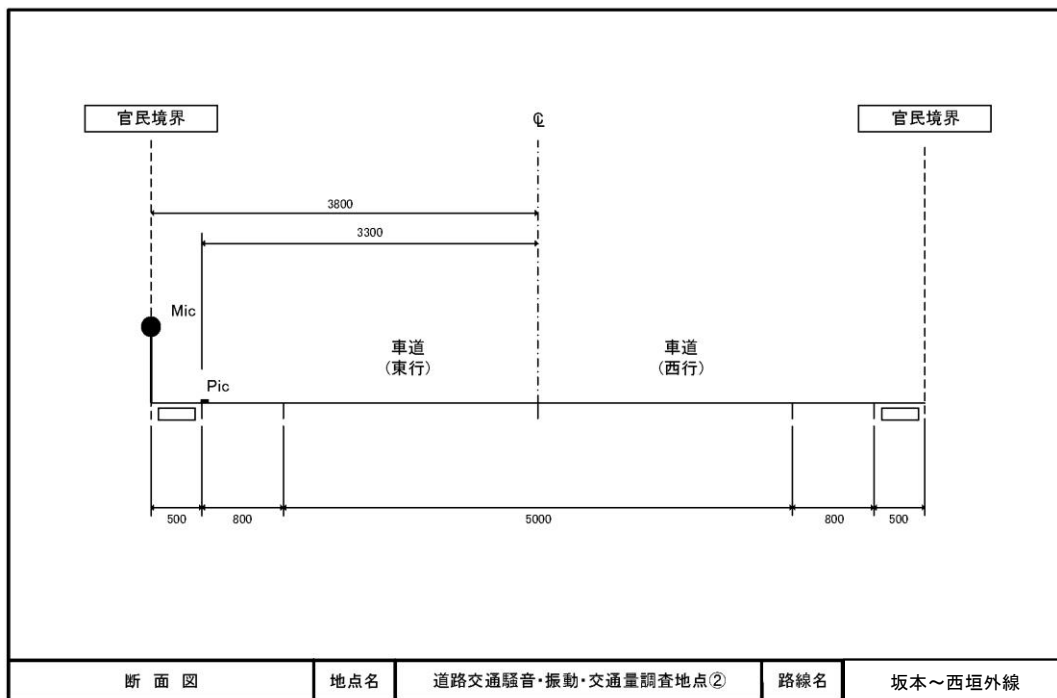 官民境界
℄
官民境界
3800
3300
Mic
車道
(東行)
車道
(西行)
Pic
500
800
5000
800
500
断面図
地点名
道路交通騒音・振動・交通量調査地点②
路線名
坂本～西垣外線